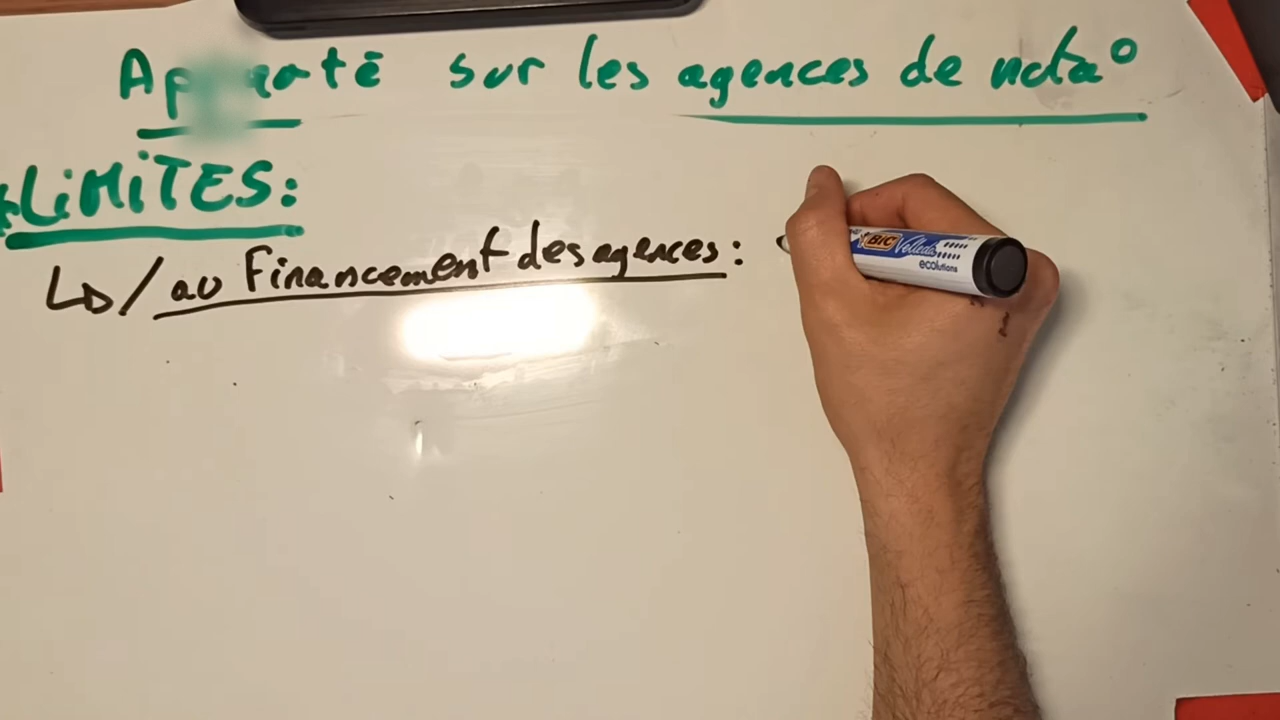 sur les agences de nota°
LiMiTES:
↳ / au Financement des agences :
BIC Velleda
ecolutions